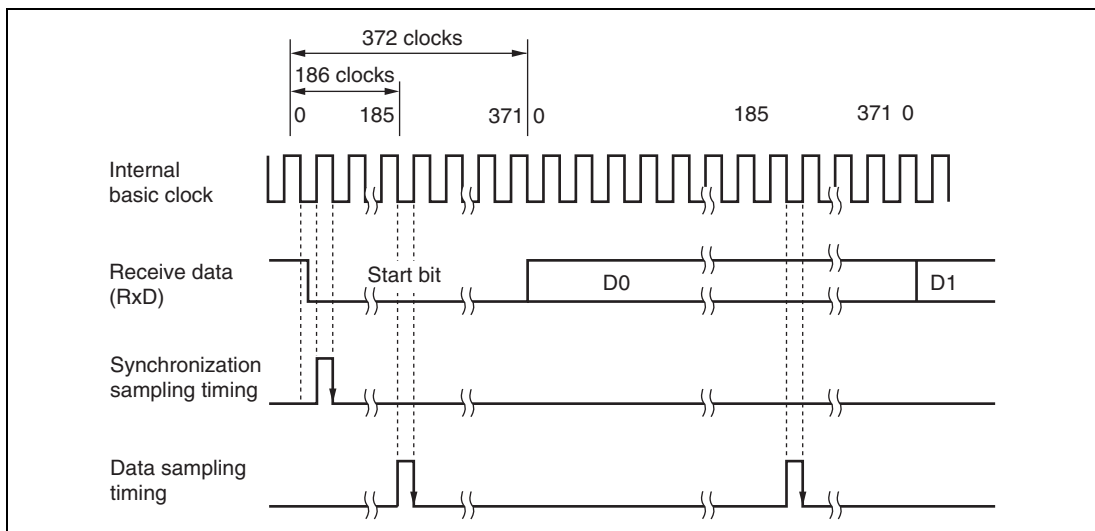 372 clocks
186 clocks
0 185 371 0 185 371 0
Internal
basic clock
Receive data
(RxD)
Start bit D0 D1
Synchronization
sampling timing
Data sampling
timing